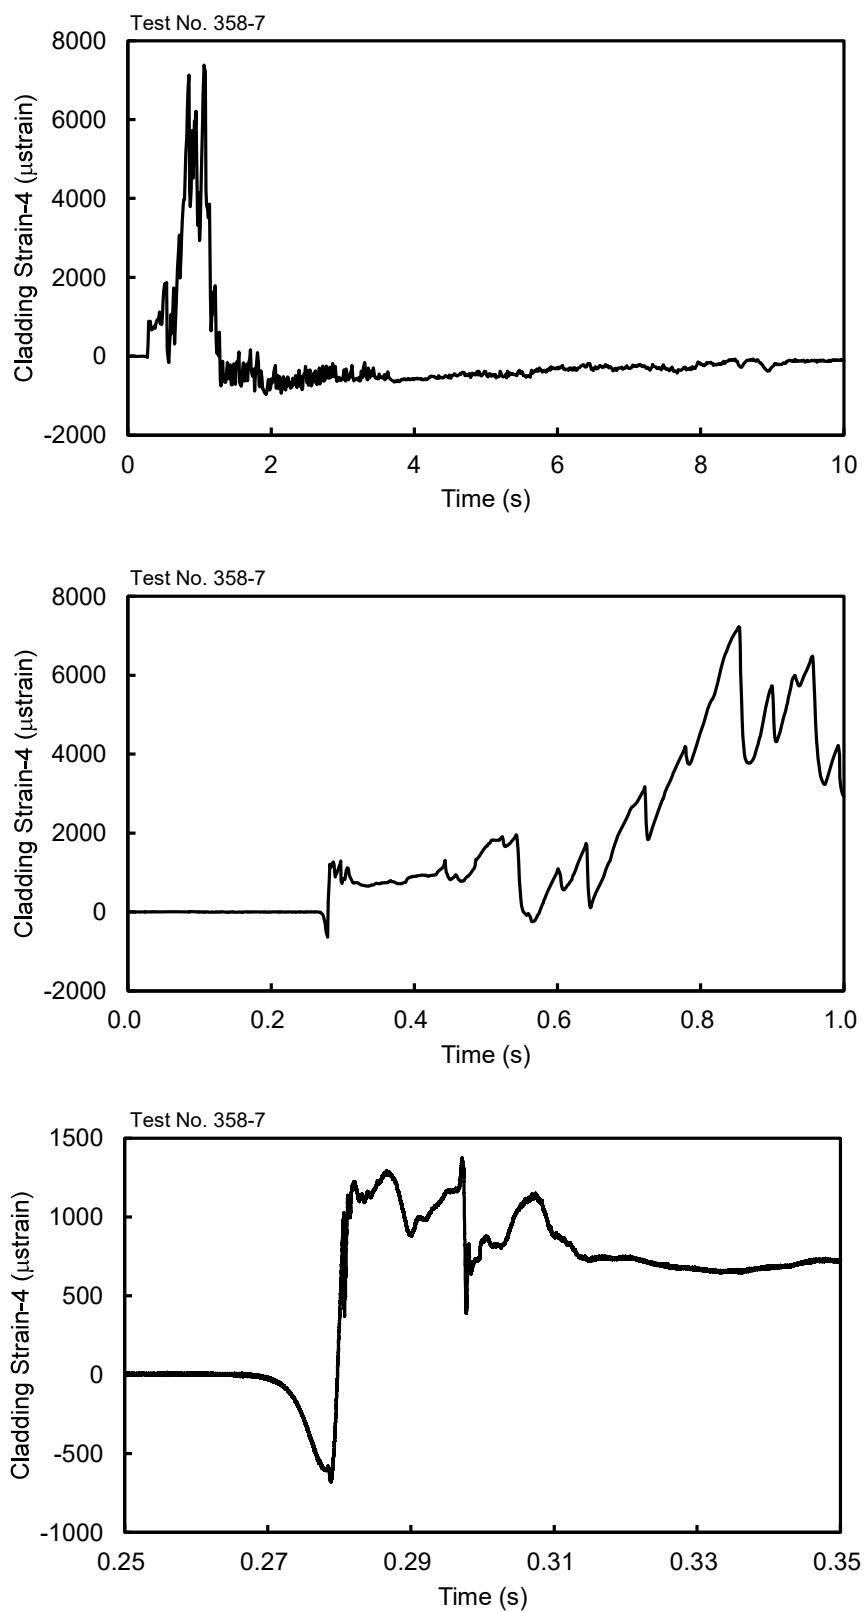 Test No. 358-7
8000
6000
4000
2000
0
-2000
Cladding Strain-4 (μstrain)
0 2 4 6 8 10
Time (s)
Test No. 358-7
8000
6000
4000
2000
0
-2000
Cladding Strain-4 (μstrain)
0.0 0.2 0.4 0.6 0.8 1.0
Time (s)
Test No. 358-7
1500
1000
500
0
-500
-1000
Cladding Strain-4 (μstrain)
0.25 0.27 0.29 0.31 0.33 0.35
Time (s)